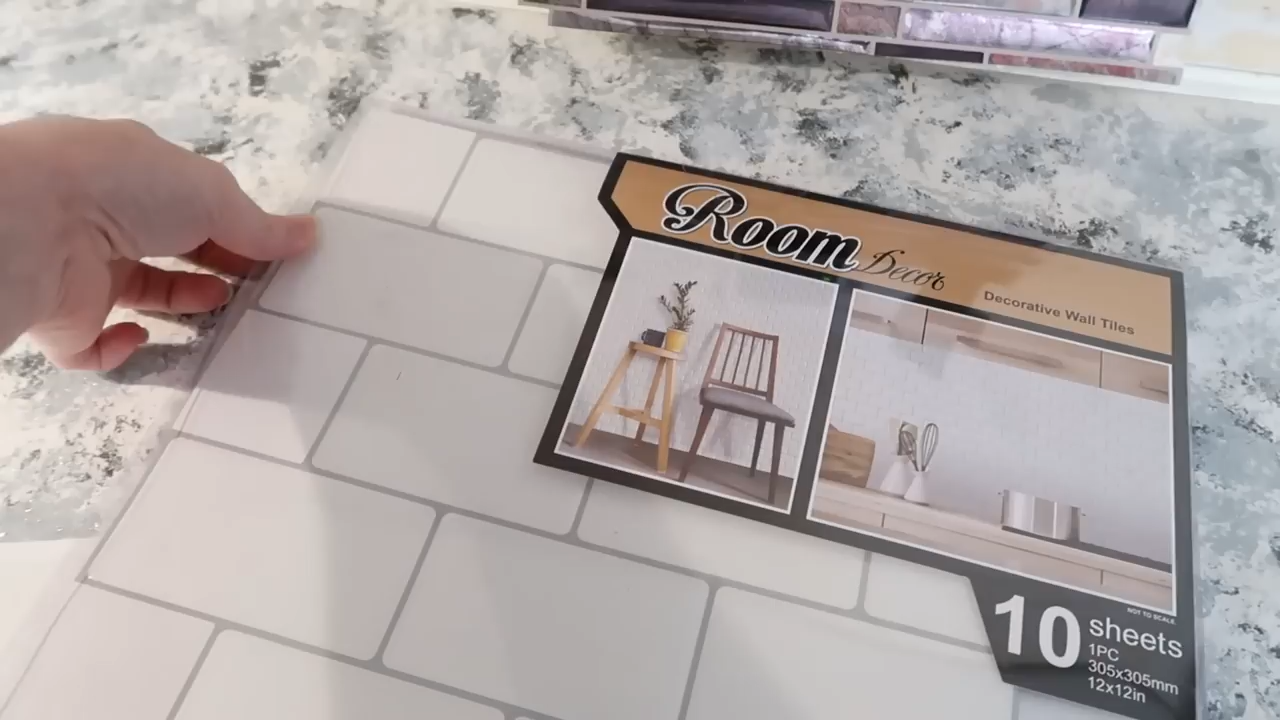 Room Decor
Decorative Wall Tiles
NOT TO SCALE.
10 sheets
1PC
305x305mm
12x12in